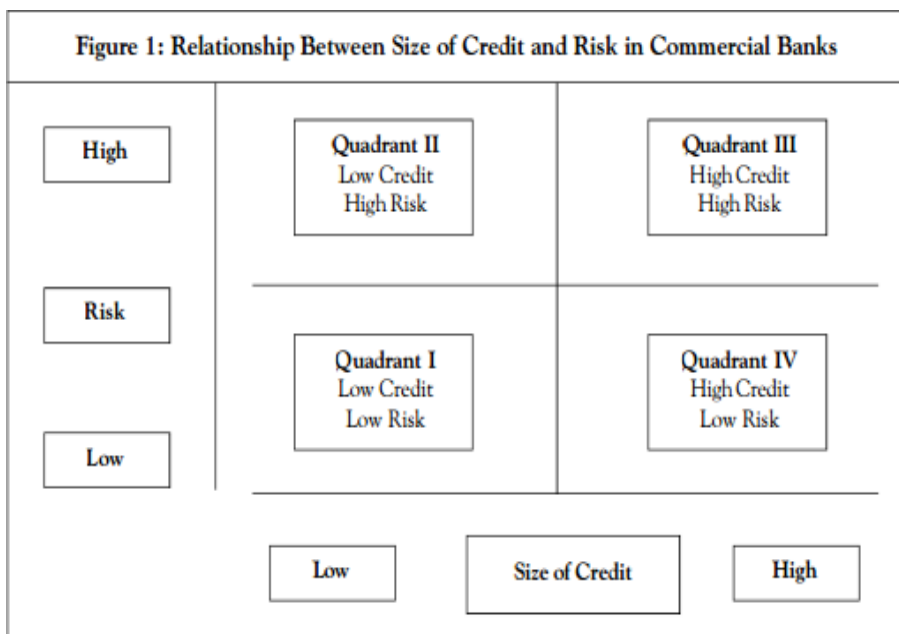 Figure 1: Relationship Between Size of Credit and Risk in Commercial Banks
High
Quadrant II
Low Credit
High Risk
Quadrant III
High Credit
High Risk
Risk
Quadrant I
Low Credit
Low Risk
Quadrant IV
High Credit
Low Risk
Low
Low
Size of Credit
High